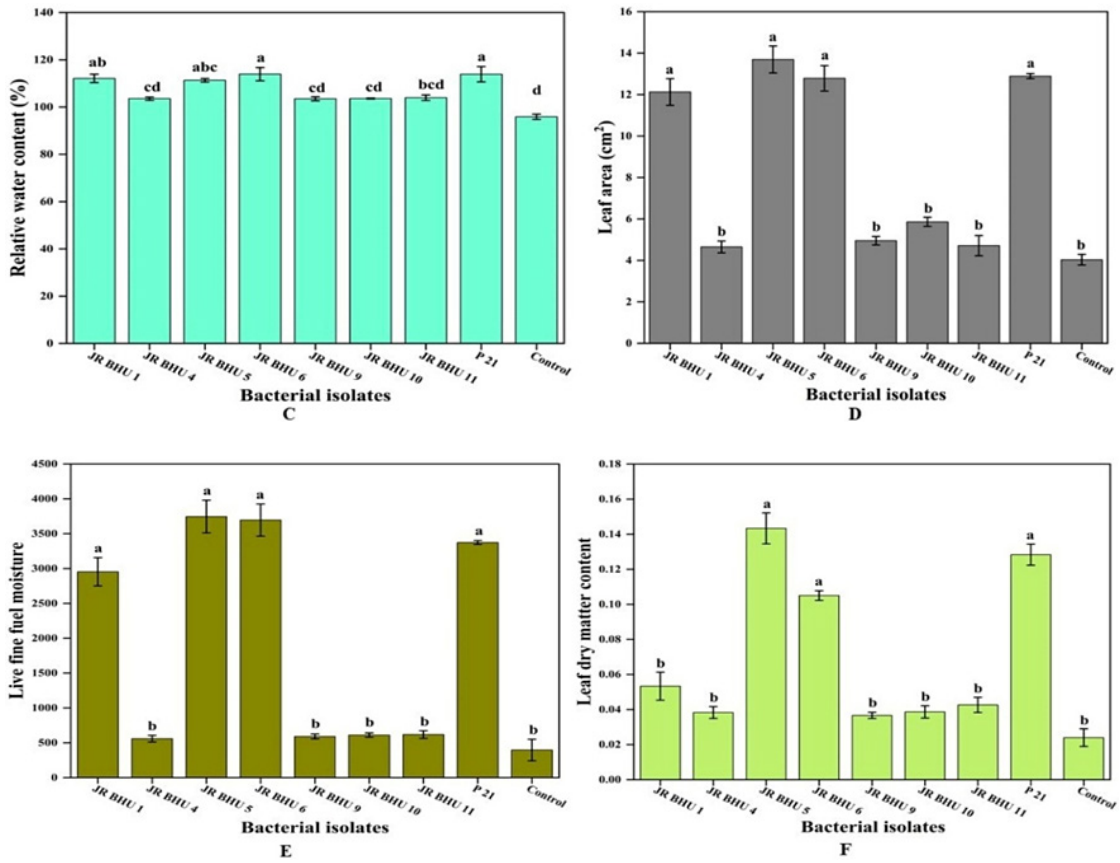 Relative water content (%)
140
120
100
80
60
40
20
0
ab
cd
abc
a
cd
cd
bcd
a
d
JR BHU 1
JR BHU 4
JR BHU 5
JR BHU 6
JR BHU 9
JR BHU 10
JR BHU 11
P 21
Control
Bacterial isolates
C
Leaf area (cm²)
16
14
12
10
8
6
4
2
0
a
b
a
a
b
b
b
a
b
JR BHU 1
JR BHU 4
JR BHU 5
JR BHU 6
JR BHU 9
JR BHU 10
JR BHU 11
P 21
Control
Bacterial isolates
D
Live fine fuel moisture
4500
4000
3500
3000
2500
2000
1500
1000
500
0
a
b
a
a
b
b
b
a
b
JR BHU 1
JR BHU 4
JR BHU 5
JR BHU 6
JR BHU 9
JR BHU 10
JR BHU 11
P 21
Control
Bacterial isolates
E
Leaf dry matter content
0.18
0.16
0.14
0.12
0.10
0.08
0.06
0.04
0.02
0.00
b
b
a
a
b
b
b
a
b
JR BHU 1
JR BHU 4
JR BHU 5
JR BHU 6
JR BHU 9
JR BHU 10
JR BHU 11
P 21
Control
Bacterial isolates
F